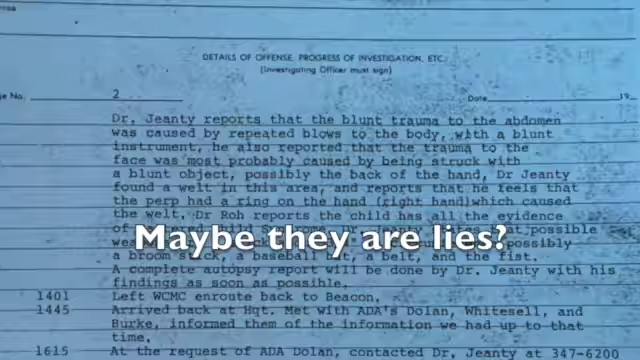 DETAILS OF OFFENSE, PROGRESS OF INVESTIGATION, ETC.
(Investigating Officer must sign)
ge No. 2 Date 19
Dr. Jeanty reports that the blunt trauma to the abdomen
was caused by repeated blows to the body, with a blunt
instrument, he also reported that the trauma to the
face was most probably caused by being struck with
a blunt object, possibly the back of the hand, Dr Jeanty
found a welt in this area, and reports that he feels that
the perp had a ring on the hand (right hand)which caused
the welt. Dr Roh reports the child has all the evidence
of possible
Maybe they are lies?
possibly
a broom a baseball a belt, and the fist.
A complete autopsy report will be done by Dr. Jeanty with his
findings as soon as possible.
1401 Left WCMC enroute back to Beacon.
1445 Arrived back at Hqt. Met with ADA's Dolan, Whitesell, and
Burke, informed them of the information we had up to that
time.
1615 At the request of ADA Dolan, contacted Dr. Jeanty at 347-6200